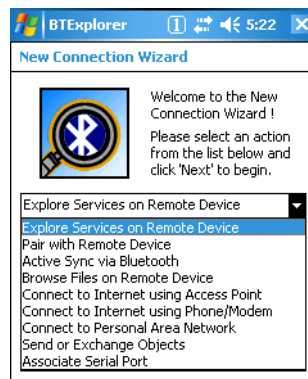 BTExplorer 1 5:22 X
New Connection Wizard
Welcome to the New
Connection Wizard !
Please select an action
from the list below and
click 'Next' to begin.
Explore Services on Remote Device
Explore Services on Remote Device
Pair with Remote Device
Active Sync via Bluetooth
Browse Files on Remote Device
Connect to Internet using Access Point
Connect to Internet using Phone/Modem
Connect to Personal Area Network
Send or Exchange Objects
Associate Serial Port